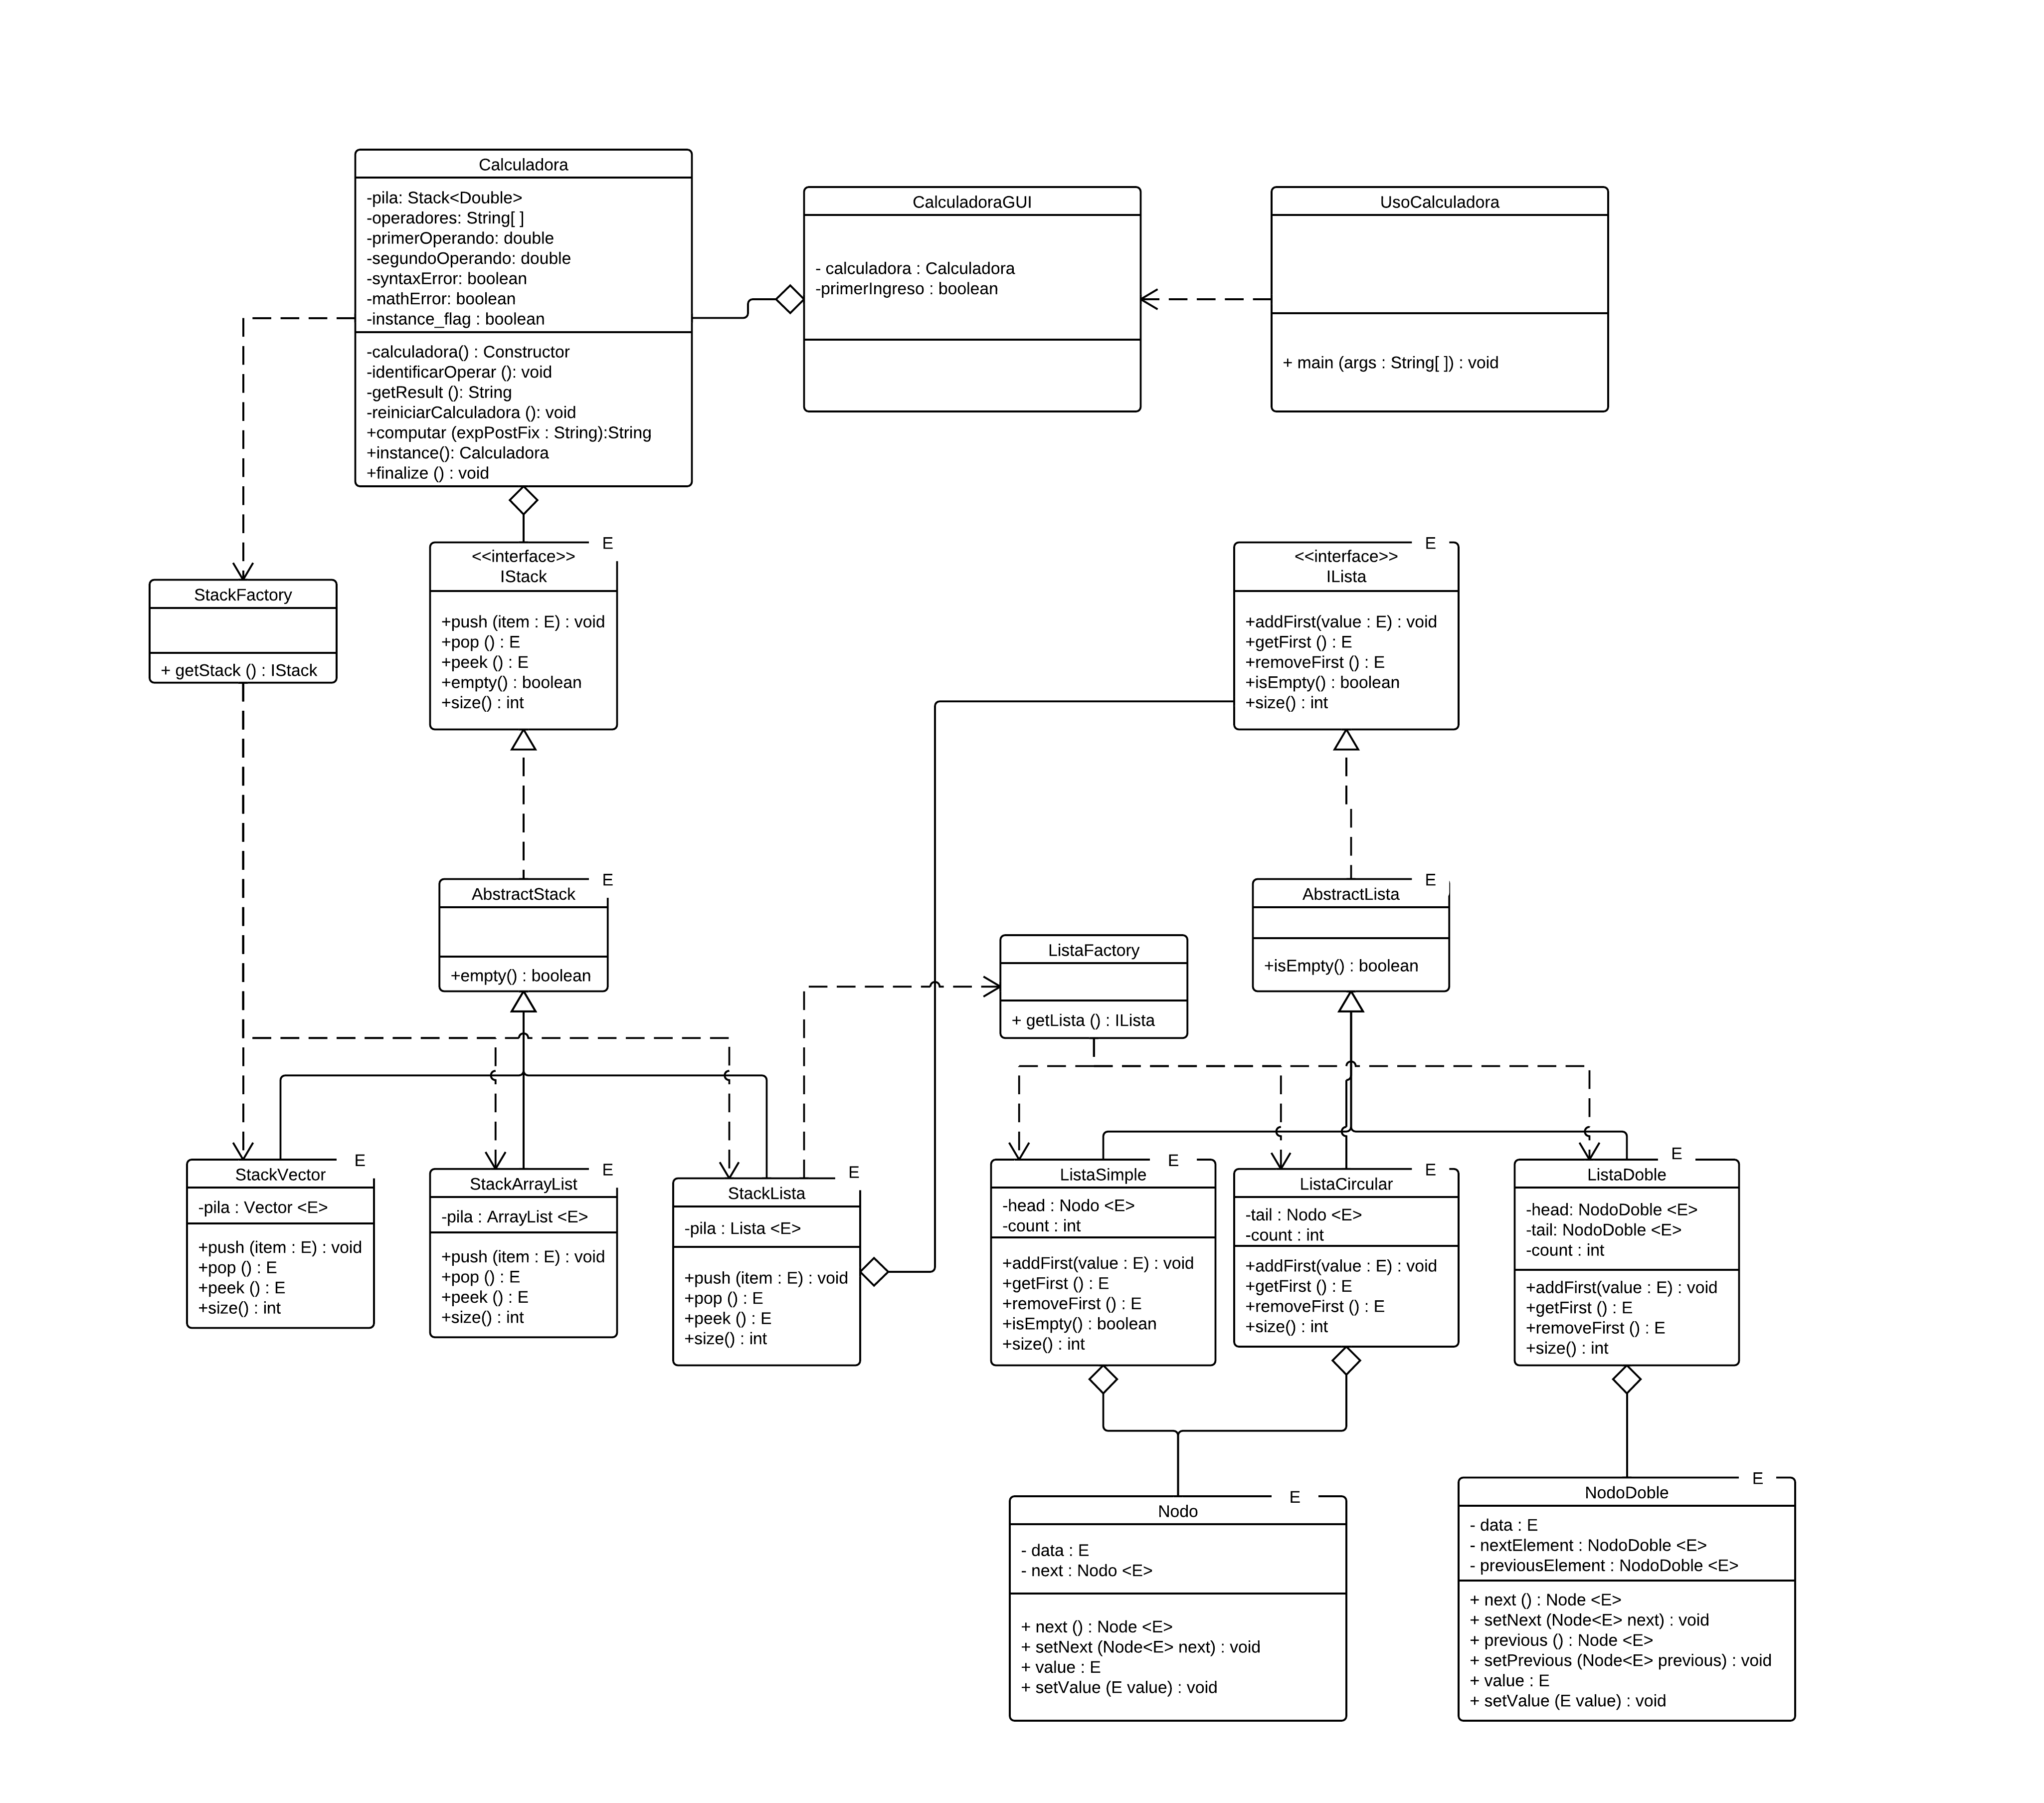 Calculadora
-pila: Stack<Double>
-operadores: String[ ]
-primerOperando: double
-segundoOperando: double
-syntaxError: boolean
-mathError: boolean
-instance_flag : boolean
-calculadora() : Constructor
-identificarOperar (): void
-getResult (): String
-reiniciarCalculadora (): void
+computar (expPostFix : String):String
+instance(): Calculadora
+finalize () : void
CalculadoraGUI
- calculadora : Calculadora
-primerIngreso : boolean
UsoCalculadora
+ main (args : String[ ]) : void
StackFactory
+ getStack () : IStack
E
<<interface>>
IStack
+push (item : E) : void
+pop () : E
+peek () : E
+empty() : boolean
+size() : int
E
<<interface>>
ILista
+addFirst(value : E) : void
+getFirst () : E
+removeFirst () : E
+isEmpty() : boolean
+size() : int
E
AbstractStack
+empty() : boolean
ListaFactory
+ getLista () : ILista
E
AbstractLista
+isEmpty() : boolean
E
StackVector
-pila : Vector <E>
+push (item : E) : void
+pop () : E
+peek () : E
+size() : int
E
StackArrayList
-pila : ArrayList <E>
+push (item : E) : void
+pop () : E
+peek () : E
+size() : int
E
StackLista
-pila : Lista <E>
+push (item : E) : void
+pop () : E
+peek () : E
+size() : int
E
ListaSimple
-head : Nodo <E>
-count : int
+addFirst(value : E) : void
+getFirst () : E
+removeFirst () : E
+isEmpty() : boolean
+size() : int
E
ListaCircular
-tail : Nodo <E>
-count : int
+addFirst(value : E) : void
+getFirst () : E
+removeFirst () : E
+size() : int
E
ListaDoble
-head: NodoDoble <E>
-tail: NodoDoble <E>
-count : int
+addFirst(value : E) : void
+getFirst () : E
+removeFirst () : E
+size() : int
E
Nodo
- data : E
- next : Nodo <E>
+ next () : Node <E>
+ setNext (Node<E> next) : void
+ value : E
+ setValue (E value) : void
E
NodoDoble
- data : E
- nextElement : NodoDoble <E>
- previousElement : NodoDoble <E>
+ next () : Node <E>
+ setNext (Node<E> next) : void
+ previous () : Node <E>
+ setPrevious (Node<E> previous) : void
+ value : E
+ setValue (E value) : void